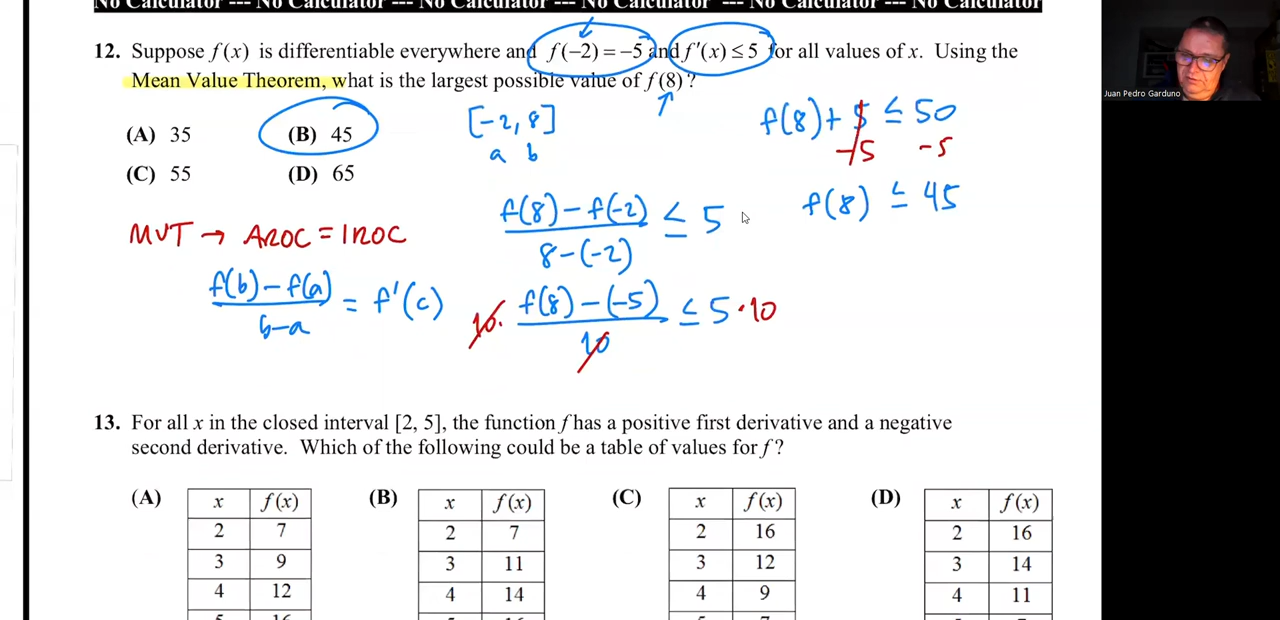 No Calculator --- No Calculator --- No Calculator --- No Calculator --- No Calculator --- No Calculator
12. Suppose f(x) is differentiable everywhere and f(−2) = −5 and f′(x) ≤ 5 for all values of x. Using the
Mean Value Theorem, what is the largest possible value of f(8)?
Juan Pedro Garduno
(A) 35
(B) 45
(C) 55
(D) 65
[-2, 8]
a b
f(8) + 5 ≤ 50
-5 -5
f(8) ≤ 45
MVT → AROC = IROC
f(b) - f(a) / b - a = f'(c)
f(8) - f(-2) / 8 - (-2) ≤ 5
10 · f(8) - (-5) / 10 ≤ 5 · 10
13. For all x in the closed interval [2, 5], the function f has a positive first derivative and a negative
second derivative. Which of the following could be a table of values for f ?
(A)
x f(x)
2 7
3 9
4 12
(B)
x f(x)
2 7
3 11
4 14
(C)
x f(x)
2 16
3 12
4 9
(D)
x f(x)
2 16
3 14
4 11